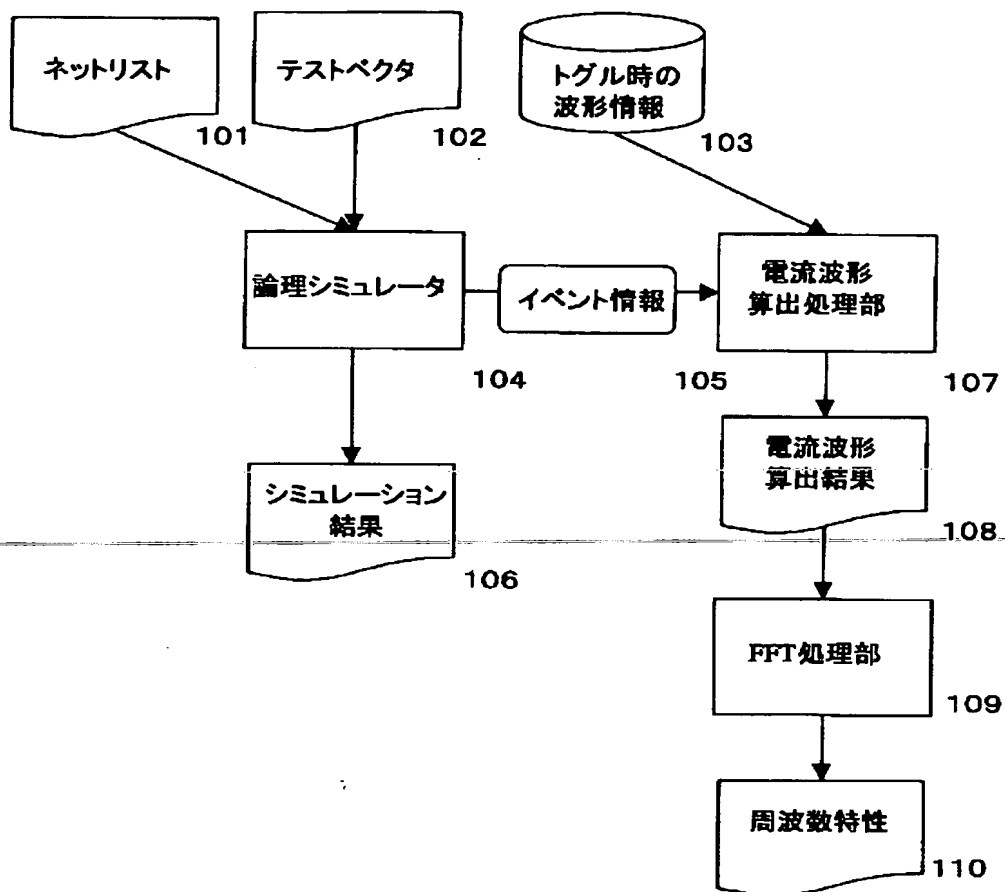 ネットリスト
101
テストベクタ
102
トグル時の
波形情報
103
論理シミュレータ
104
イベント情報
105
電流波形
算出処理部
107
シミュレーション
結果
106
電流波形
算出結果
108
FFT処理部
109
周波数特性
110